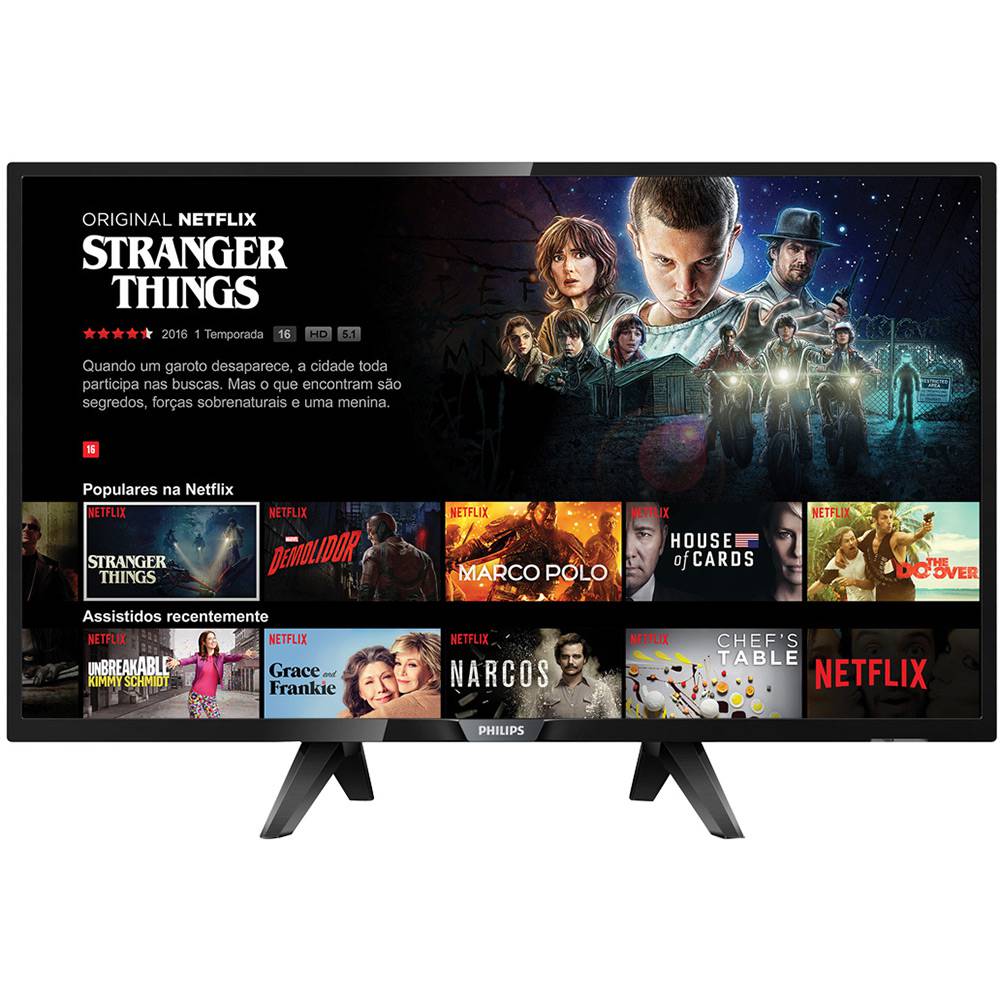 ORIGINAL NETFLIX
STRANGER
THINGS
2016 1 Temporada 16 HD 5.1
Quando um garoto desaparece, a cidade toda
participa nas buscas. Mas o que encontram são
segredos, forças sobrenaturais e uma menina.
RESTRICTED
AREA
16
Populares na Netflix
NETFLIX
STRANGER
THINGS
NETFLIX
MARVEL
DEMOLIDOR
NETFLIX
MARCO POLO
NETFLIX
HOUSE
of CARDS
NETFLIX
THE
DO OVER
Assistidos recentemente
NETFLIX
UNBREAKABLE
KIMMY SCHMIDT
NETFLIX
Grace and
Frankie
NETFLIX
NARCOS
NETFLIX
CHEF'S
TABLE
NETFLIX
PHILIPS